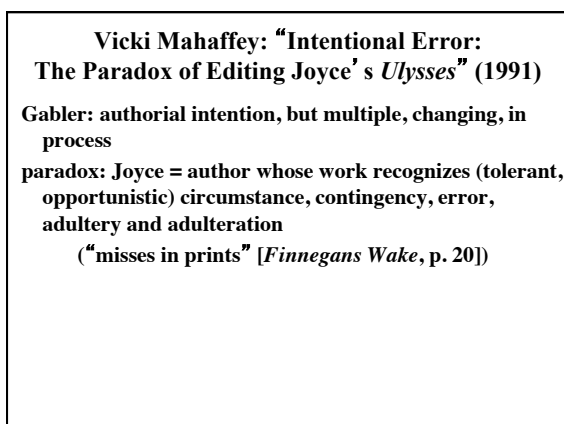 Vicki Mahaffey: “Intentional Error:
The Paradox of Editing Joyce’ s Ulysses” (1991)
Gabler: authorial intention, but multiple, changing, in
process
paradox: Joyce = author whose work recognizes (tolerant,
opportunistic) circumstance, contingency, error,
adultery and adulteration
(“misses in prints” [Finnegans Wake, p. 20])